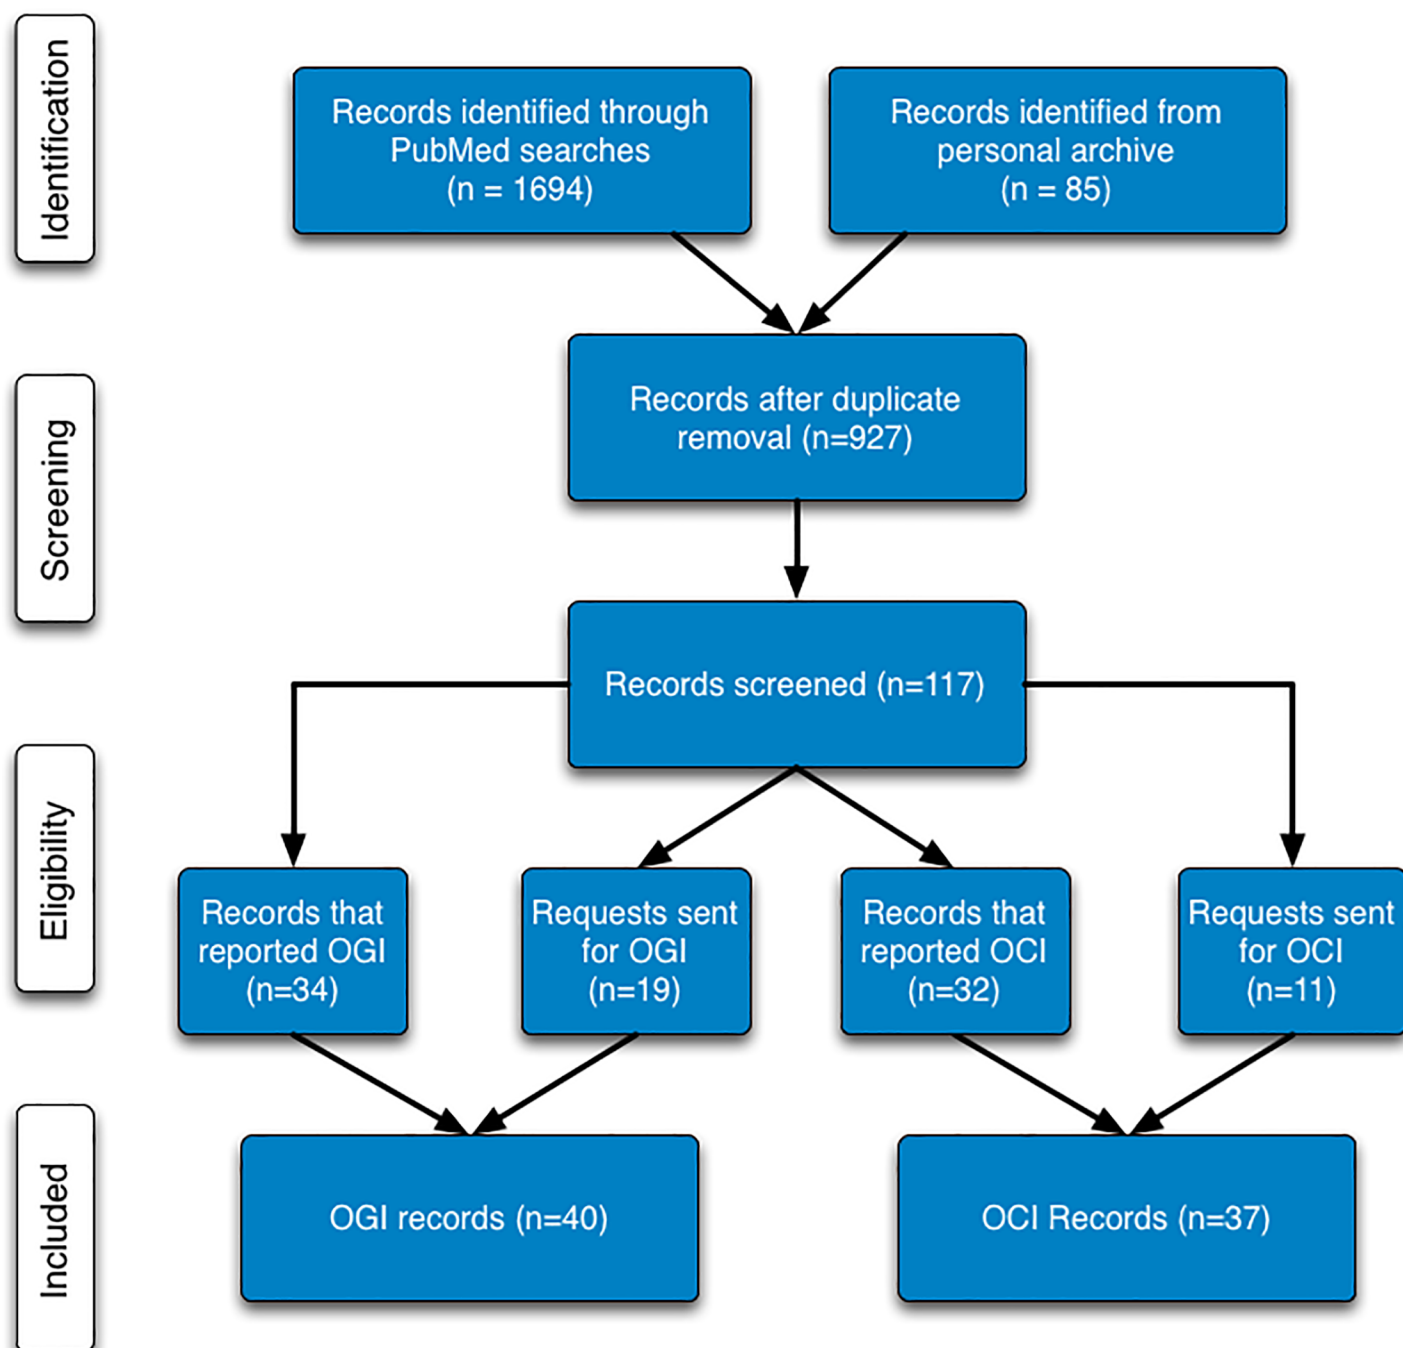 Identification
Records identified through
PubMed searches
(n = 1694)
Records identified from
personal archive
(n = 85)
Screening
Records after duplicate
removal (n=927)
Records screened (n=117)
Eligibility
Records that
reported OGI
(n=34)
Requests sent
for OGI
(n=19)
Records that
reported OCI
(n=32)
Requests sent
for OCI
(n=11)
Included
OGI records (n=40)
OCI Records (n=37)